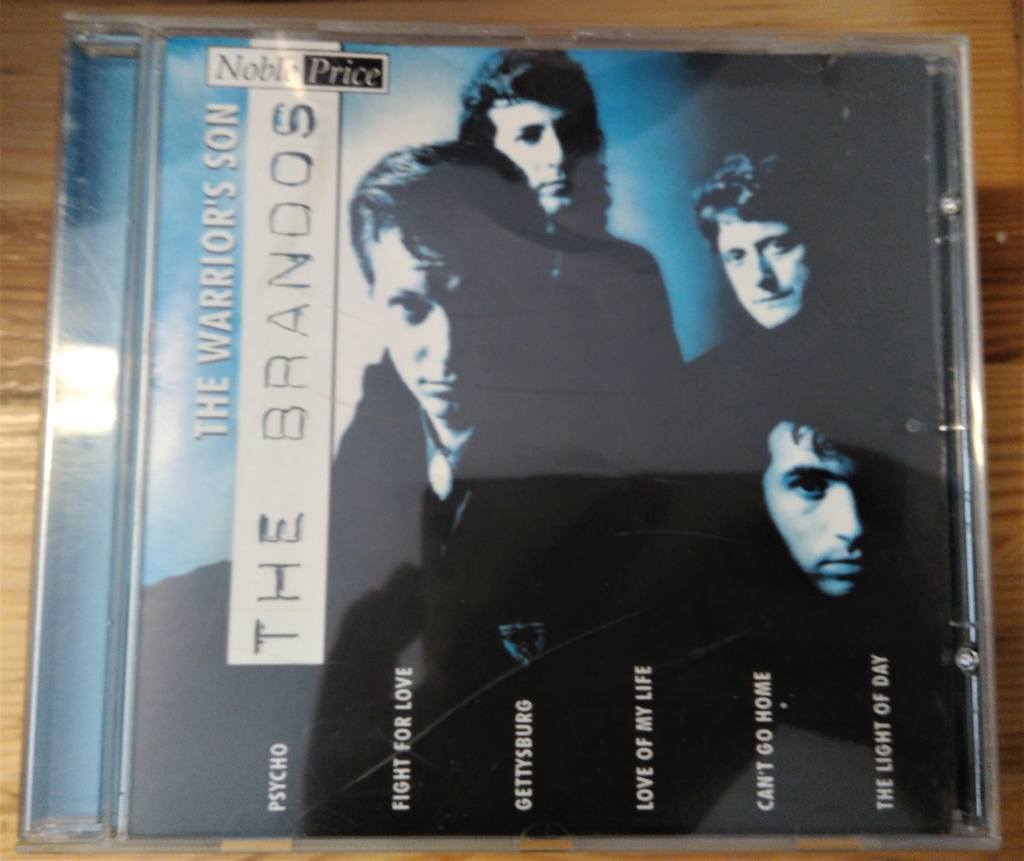 Noble Price
THE WARRIOR'S SON
THE BRANDOS
PSYCHO
FIGHT FOR LOVE
GETTYSBURG
LOVE OF MY LIFE
CAN'T GO HOME
THE LIGHT OF DAY